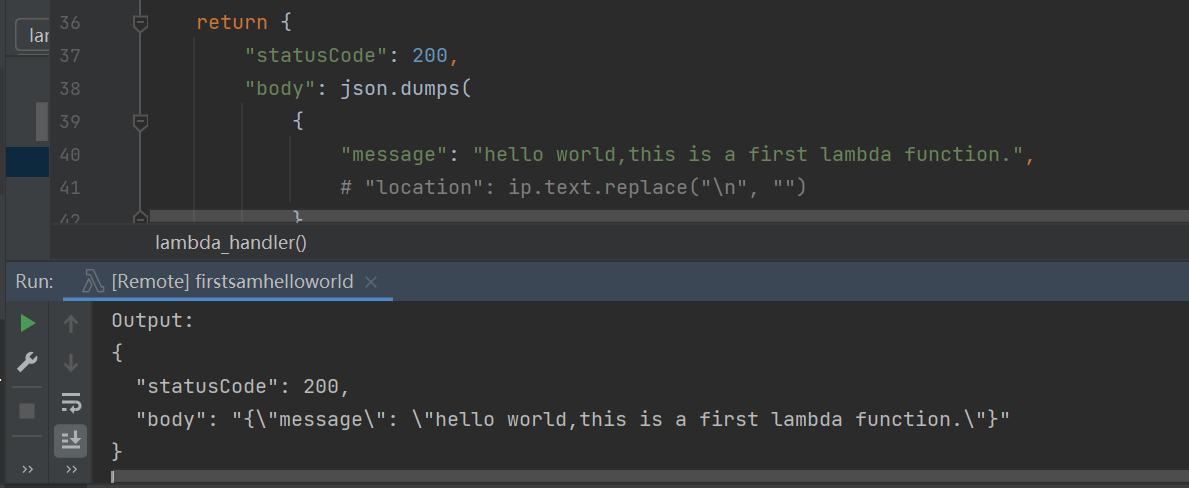 lar
36 return {
37 "statusCode": 200,
38 "body": json.dumps(
39 {
40 "message": "hello world,this is a first lambda function.",
41 # "location": ip.text.replace("\n", "")
42 }
lambda_handler()
Run: [Remote] firstsamhelloworld
Output:
{
"statusCode": 200,
"body": "{\"message\": \"hello world,this is a first lambda function.\"}"
}